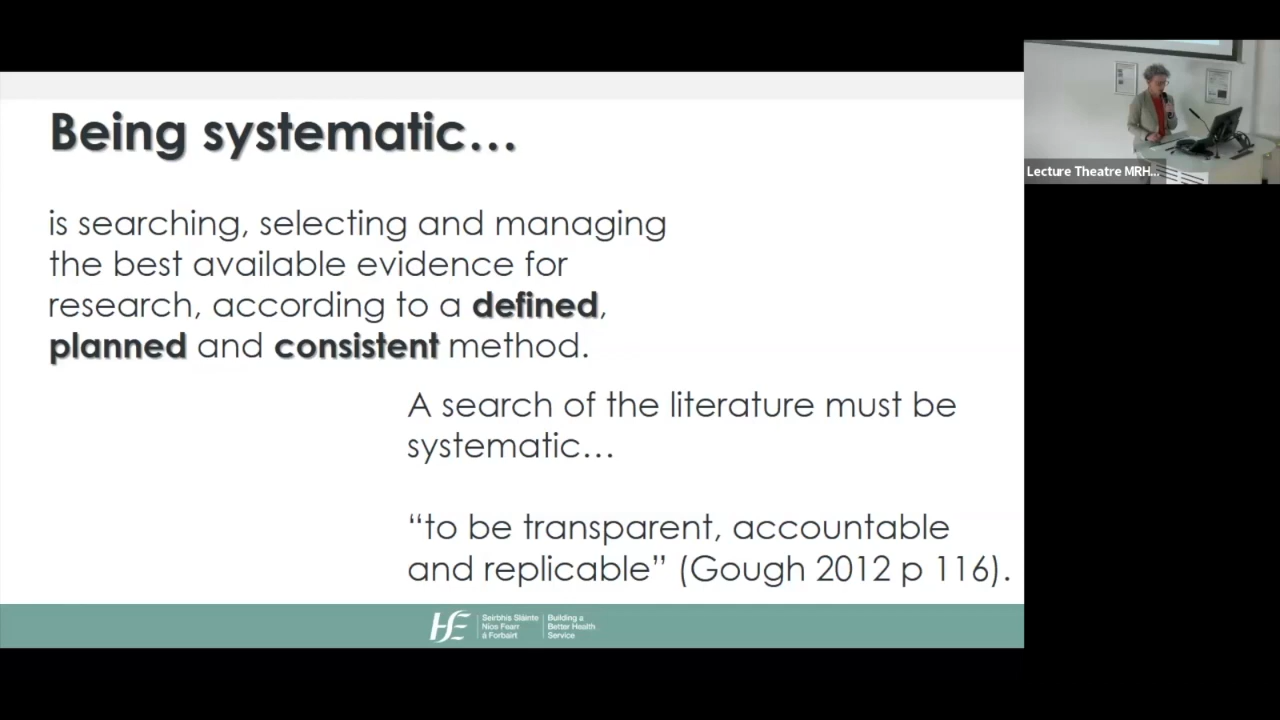 Being systematic…
is searching, selecting and managing
the best available evidence for
research, according to a defined,
planned and consistent method.
A search of the literature must be
systematic…
“to be transparent, accountable
and replicable” (Gough 2012 p 116).
Lecture Theatre MRH...
HSE
Seirbhís Sláinte
Níos Fearr
á Forbairt
Building a
Better Health
Service